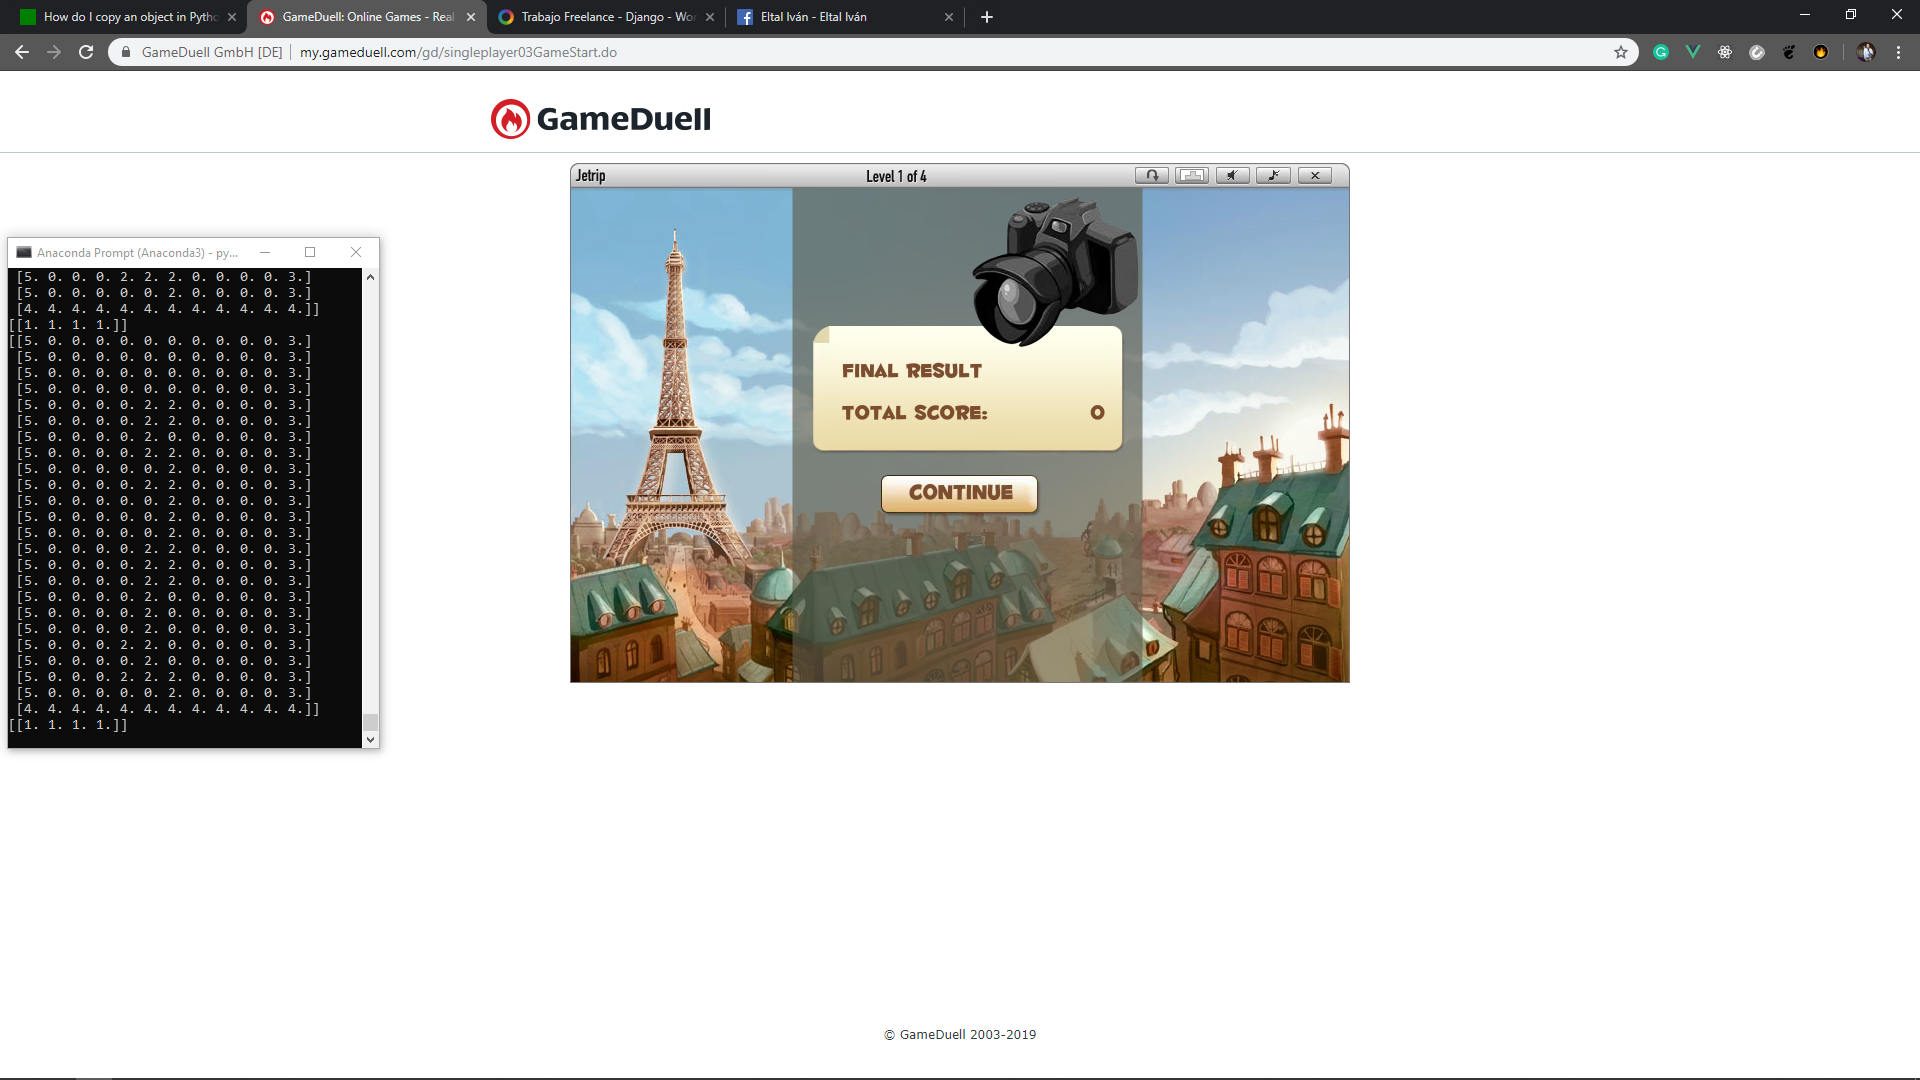 How do I copy an object in Pytho
GameDuell: Online Games - Real
Trabajo Freelance - Django - Wor
Eltal Iván - Eltal Iván
GameDuell GmbH [DE]
my.gameduell.com/gd/singleplayer03GameStart.do
GameDuell
Jetrip
Level 1 of 4
Anaconda Prompt (Anaconda3) - py...
[5. 0. 0. 0. 2. 2. 2. 0. 0. 0. 0. 3.]
[5. 0. 0. 0. 0. 0. 2. 0. 0. 0. 0. 3.]
[4. 4. 4. 4. 4. 4. 4. 4. 4. 4. 4. 4.]]
[[1. 1. 1. 1.]]
[[5. 0. 0. 0. 0. 0. 0. 0. 0. 0. 0. 3.]
[5. 0. 0. 0. 0. 0. 0. 0. 0. 0. 0. 3.]
[5. 0. 0. 0. 0. 0. 0. 0. 0. 0. 0. 3.]
[5. 0. 0. 0. 0. 0. 0. 0. 0. 0. 0. 3.]
[5. 0. 0. 0. 0. 2. 2. 0. 0. 0. 0. 3.]
[5. 0. 0. 0. 0. 2. 0. 0. 0. 0. 0. 3.]
[5. 0. 0. 0. 0. 2. 0. 0. 0. 0. 0. 3.]
[5. 0. 0. 0. 0. 2. 2. 0. 0. 0. 0. 3.]
[5. 0. 0. 0. 0. 0. 2. 0. 0. 0. 0. 3.]
[5. 0. 0. 0. 0. 2. 2. 0. 0. 0. 0. 3.]
[5. 0. 0. 0. 0. 2. 0. 0. 0. 0. 0. 3.]
[5. 0. 0. 0. 0. 0. 2. 0. 0. 0. 0. 3.]
[5. 0. 0. 0. 0. 0. 2. 0. 0. 0. 0. 3.]
[5. 0. 0. 0. 0. 2. 2. 0. 0. 0. 0. 3.]
[5. 0. 0. 0. 0. 2. 2. 0. 0. 0. 0. 3.]
[5. 0. 0. 0. 0. 2. 2. 0. 0. 0. 0. 3.]
[5. 0. 0. 0. 0. 2. 0. 0. 0. 0. 0. 3.]
[5. 0. 0. 0. 0. 2. 0. 0. 0. 0. 0. 3.]
[5. 0. 0. 0. 0. 2. 0. 0. 0. 0. 0. 3.]
[5. 0. 0. 0. 2. 2. 0. 0. 0. 0. 0. 3.]
[5. 0. 0. 0. 0. 2. 0. 0. 0. 0. 0. 3.]
[5. 0. 0. 0. 2. 2. 2. 0. 0. 0. 0. 3.]
[5. 0. 0. 0. 0. 0. 2. 0. 0. 0. 0. 3.]
[4. 4. 4. 4. 4. 4. 4. 4. 4. 4. 4. 4.]]
[[1. 1. 1. 1.]]
FINAL RESULT
TOTAL SCORE: 0
CONTINUE
© GameDuell 2003-2019